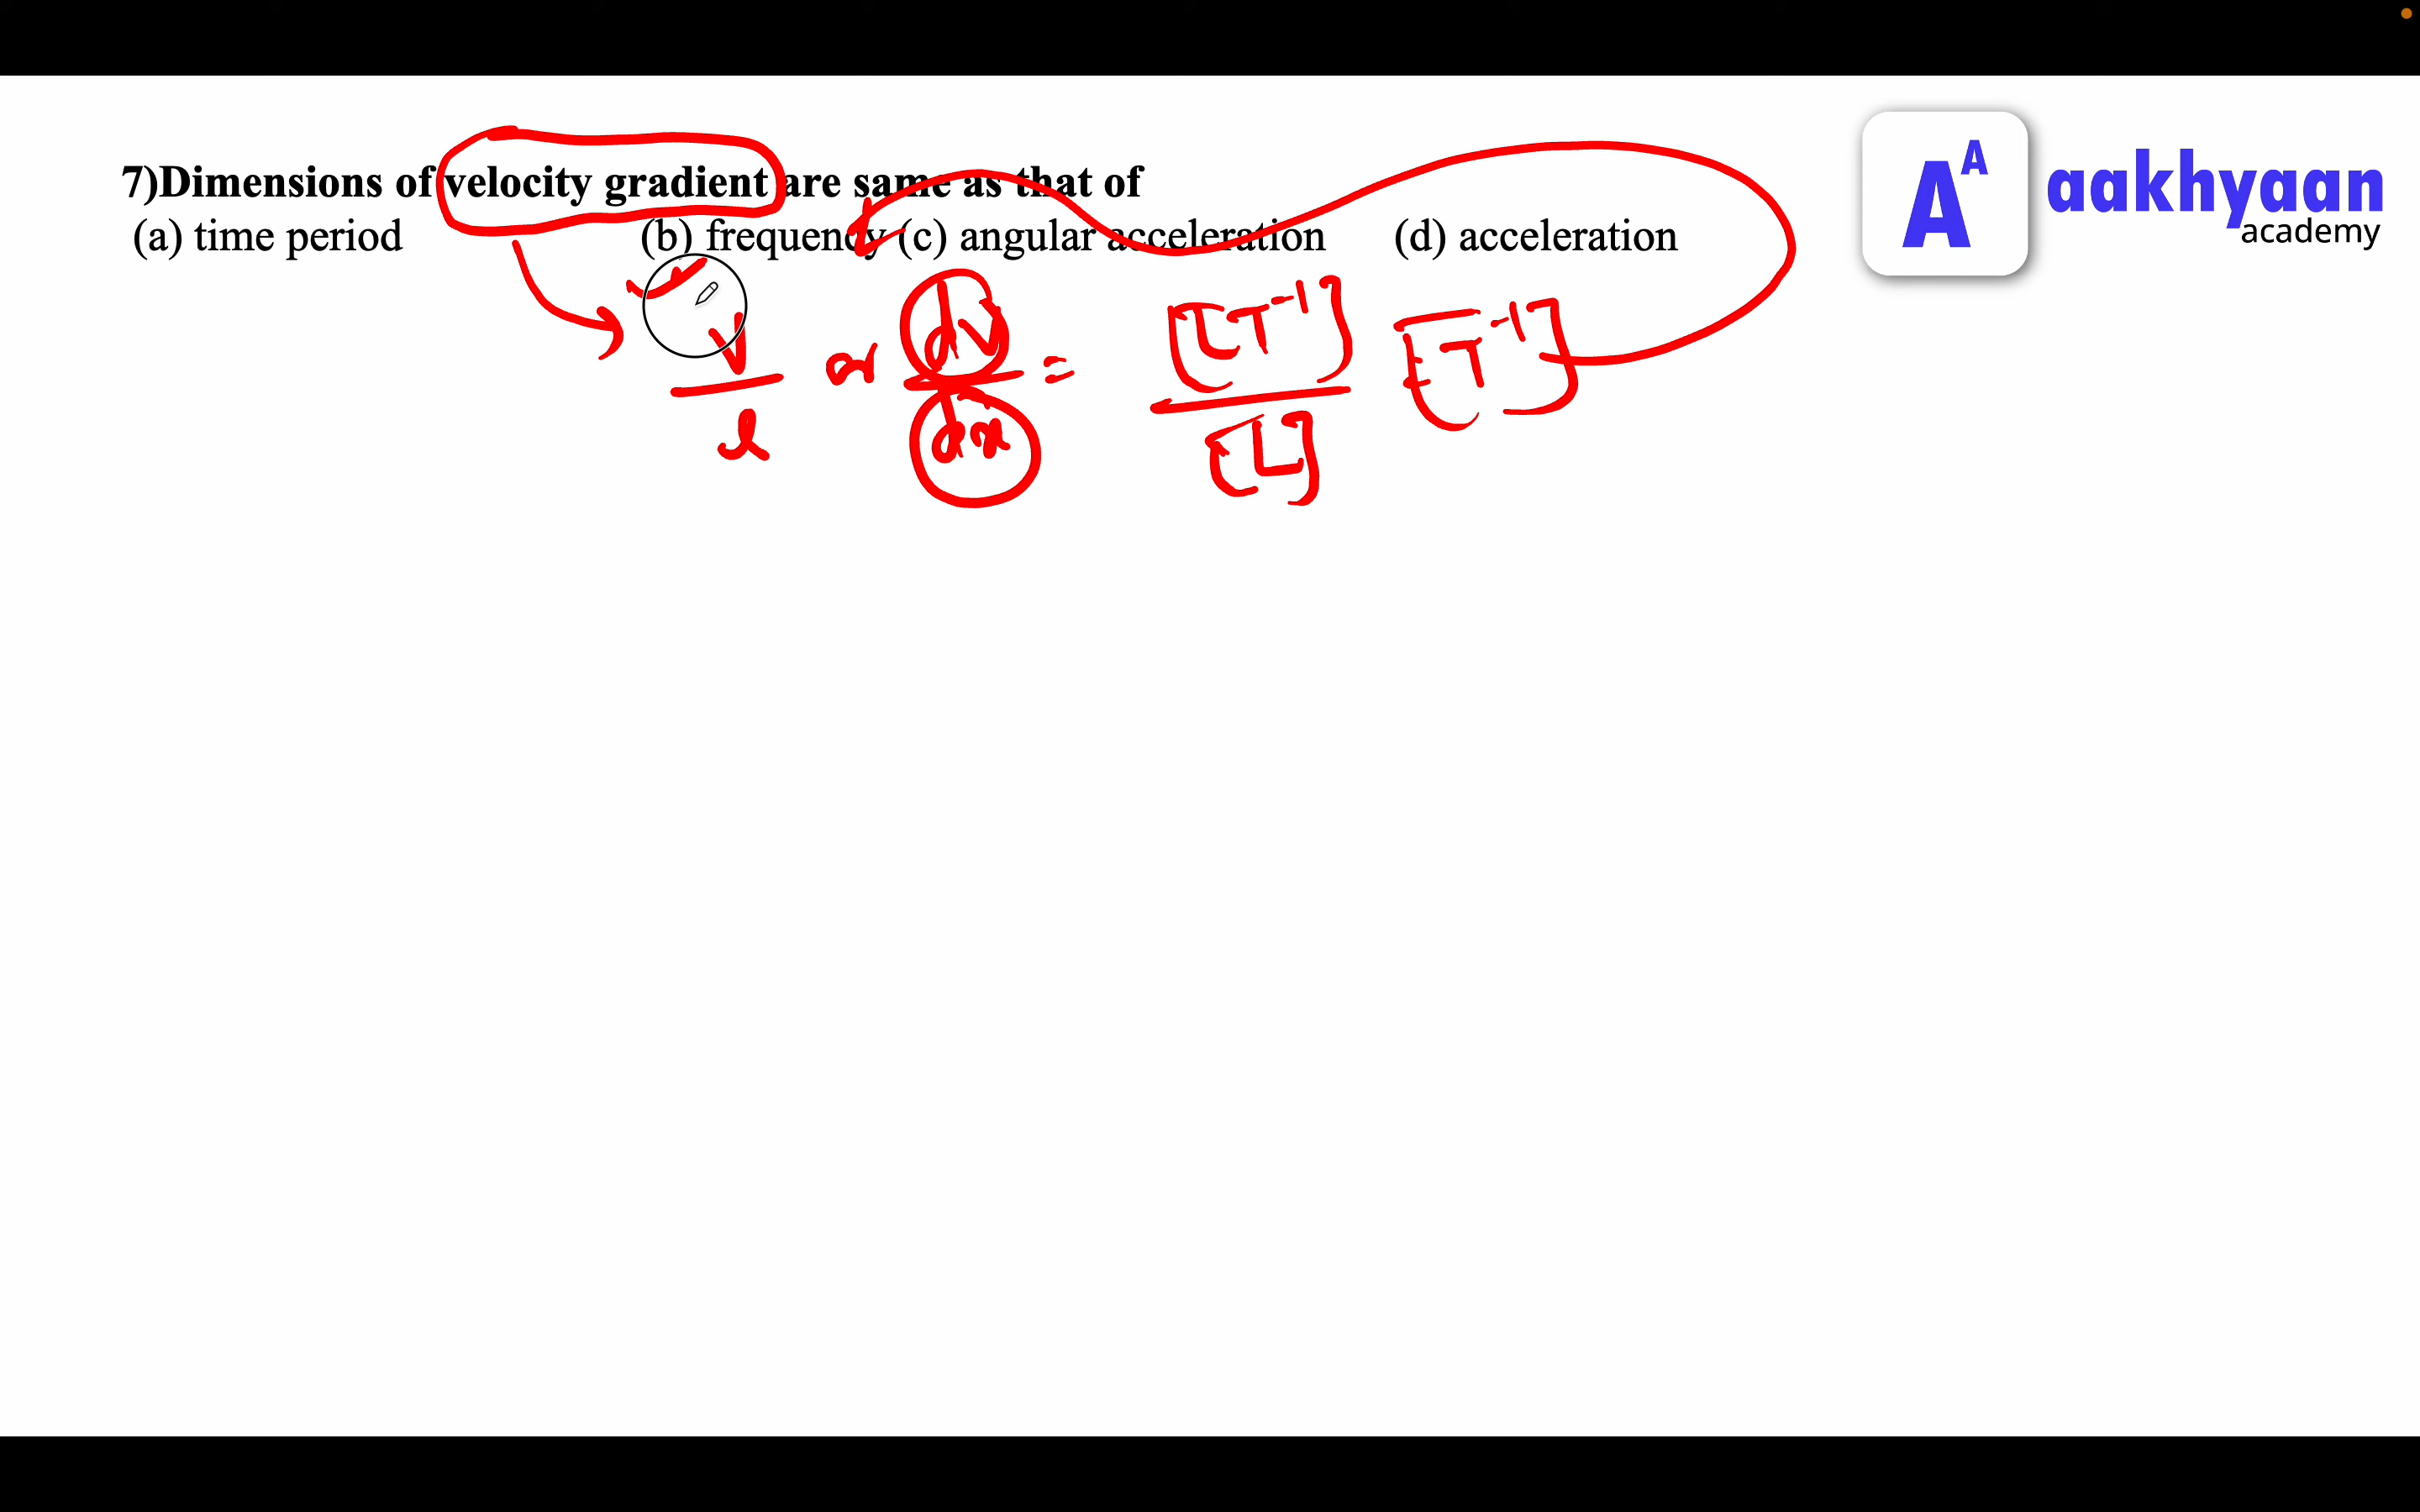 7)Dimensions of velocity gradient are same as that of
(a) time period (b) frequency (c) angular acceleration (d) acceleration
A A aakhyaan
academy
v/l or dv/dx = [LT⁻¹]/[L] [T⁻¹]